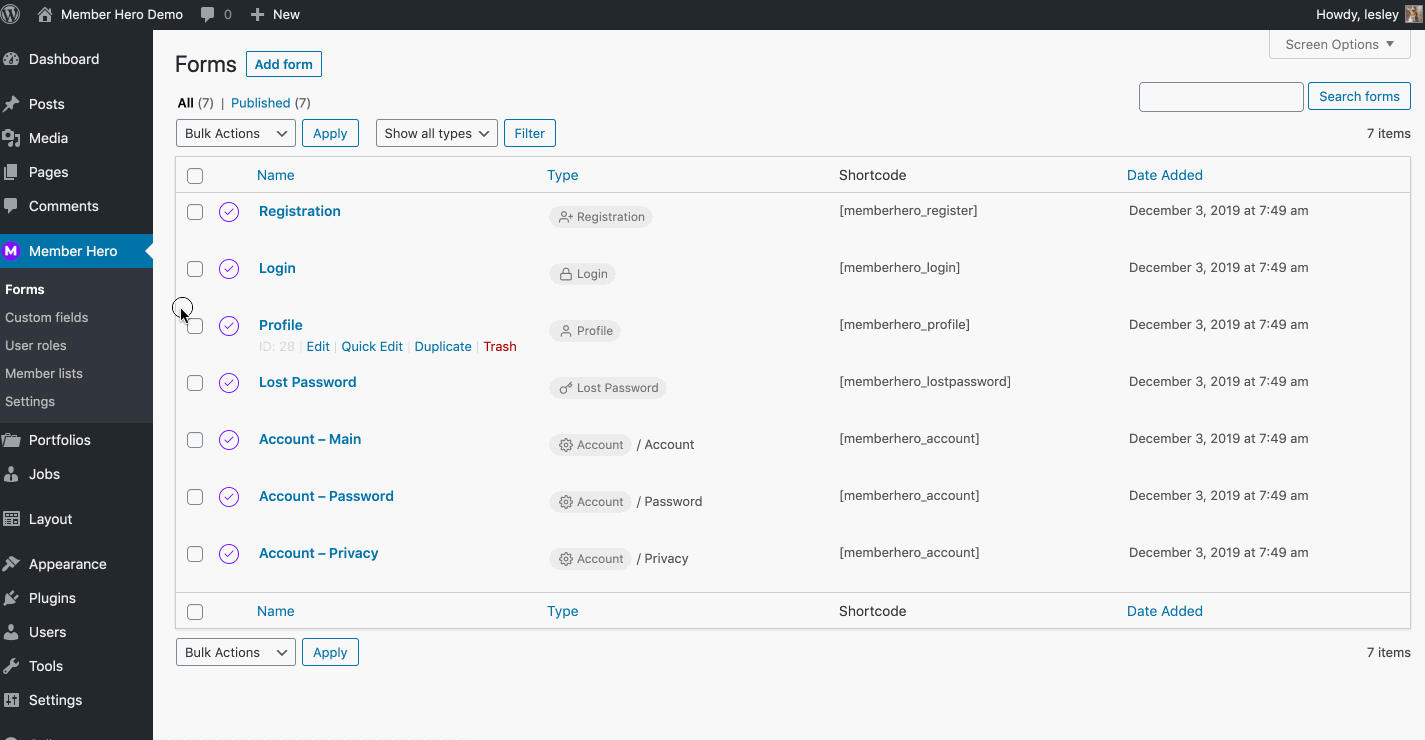 Member Hero Demo 0 New Howdy, lesley
Dashboard
Posts
Media
Pages
Comments
M Member Hero
Forms
Custom fields
User roles
Member lists
Settings
Portfolios
Jobs
Layout
Appearance
Plugins
Users
Tools
Settings
Screen Options
Forms Add form
All (7) | Published (7)
Search forms
Bulk Actions Apply Show all types Filter 7 items
Name Type Shortcode Date Added
Registration Registration [memberhero_register] December 3, 2019 at 7:49 am
Login Login [memberhero_login] December 3, 2019 at 7:49 am
Profile Profile [memberhero_profile] December 3, 2019 at 7:49 am
ID: 28 | Edit | Quick Edit | Duplicate | Trash
Lost Password Lost Password [memberhero_lostpassword] December 3, 2019 at 7:49 am
Account – Main Account / Account [memberhero_account] December 3, 2019 at 7:49 am
Account – Password Account / Password [memberhero_account] December 3, 2019 at 7:49 am
Account – Privacy Account / Privacy [memberhero_account] December 3, 2019 at 7:49 am
Name Type Shortcode Date Added
Bulk Actions Apply 7 items